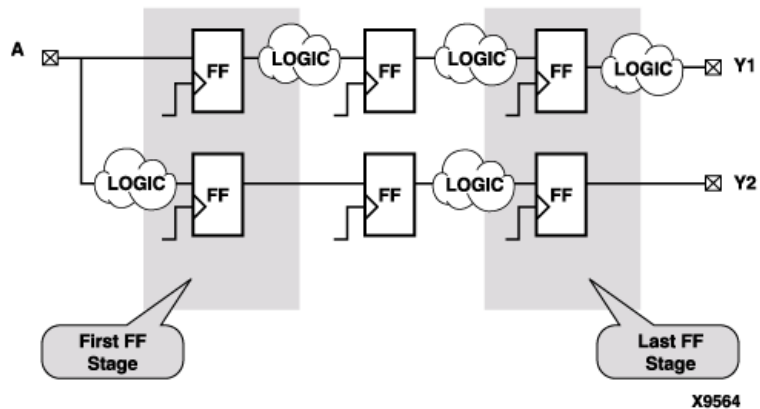 A
FF
LOGIC
FF
LOGIC
FF
LOGIC
Y1
LOGIC
FF
FF
LOGIC
FF
Y2
First FF
Stage
Last FF
Stage
X9564